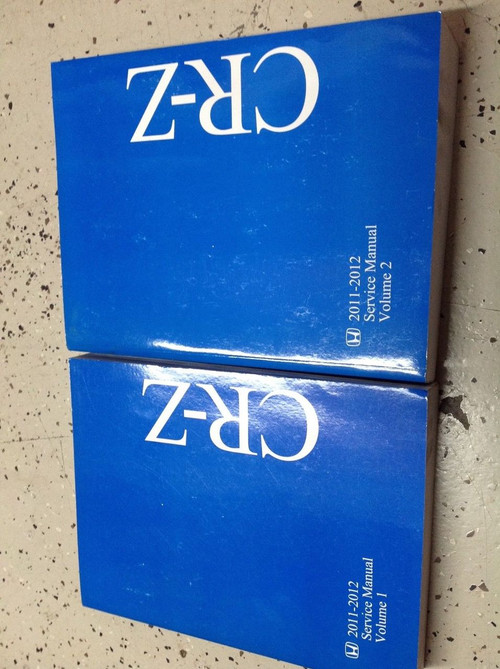 CR-Z
2011-2012
Service Manual
Volume 2
CR-Z
2011-2012
Service Manual
Volume 1